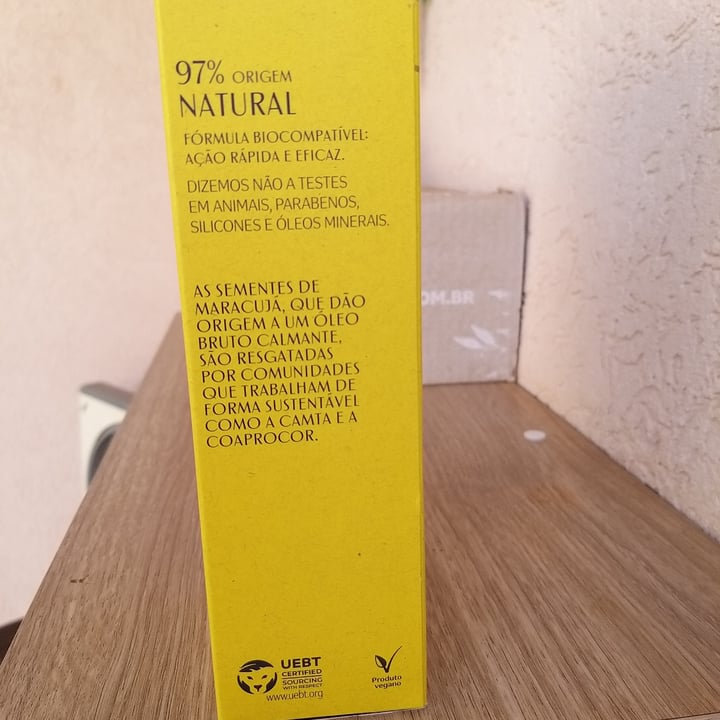 97% ORIGEM
NATURAL
FÓRMULA BIOCOMPATÍVEL:
AÇÃO RÁPIDA E EFICAZ.
DIZEMOS NÃO A TESTES
EM ANIMAIS, PARABENOS,
SILICONES E ÓLEOS MINERAIS.
AS SEMENTES DE
MARACUJÁ, QUE DÃO
ORIGEM A UM ÓLEO
BRUTO CALMANTE,
SÃO RESGATADAS
POR COMUNIDADES
QUE TRABALHAM DE
FORMA SUSTENTÁVEL
COMO A CAMTA E A
COAPROCOR.
OM.BR
UEBT
CERTIFIED
SOURCING
WITH RESPECT
www.uebt.org
Produto
vegano